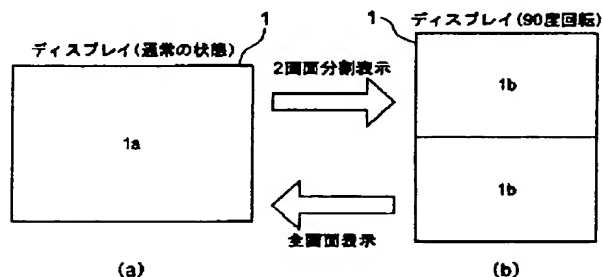 1
ディスプレイ(通常の状態)
1a
(a)
2画面分割表示
全画面表示
1
ディスプレイ(90度回転)
1b
1b
(b)